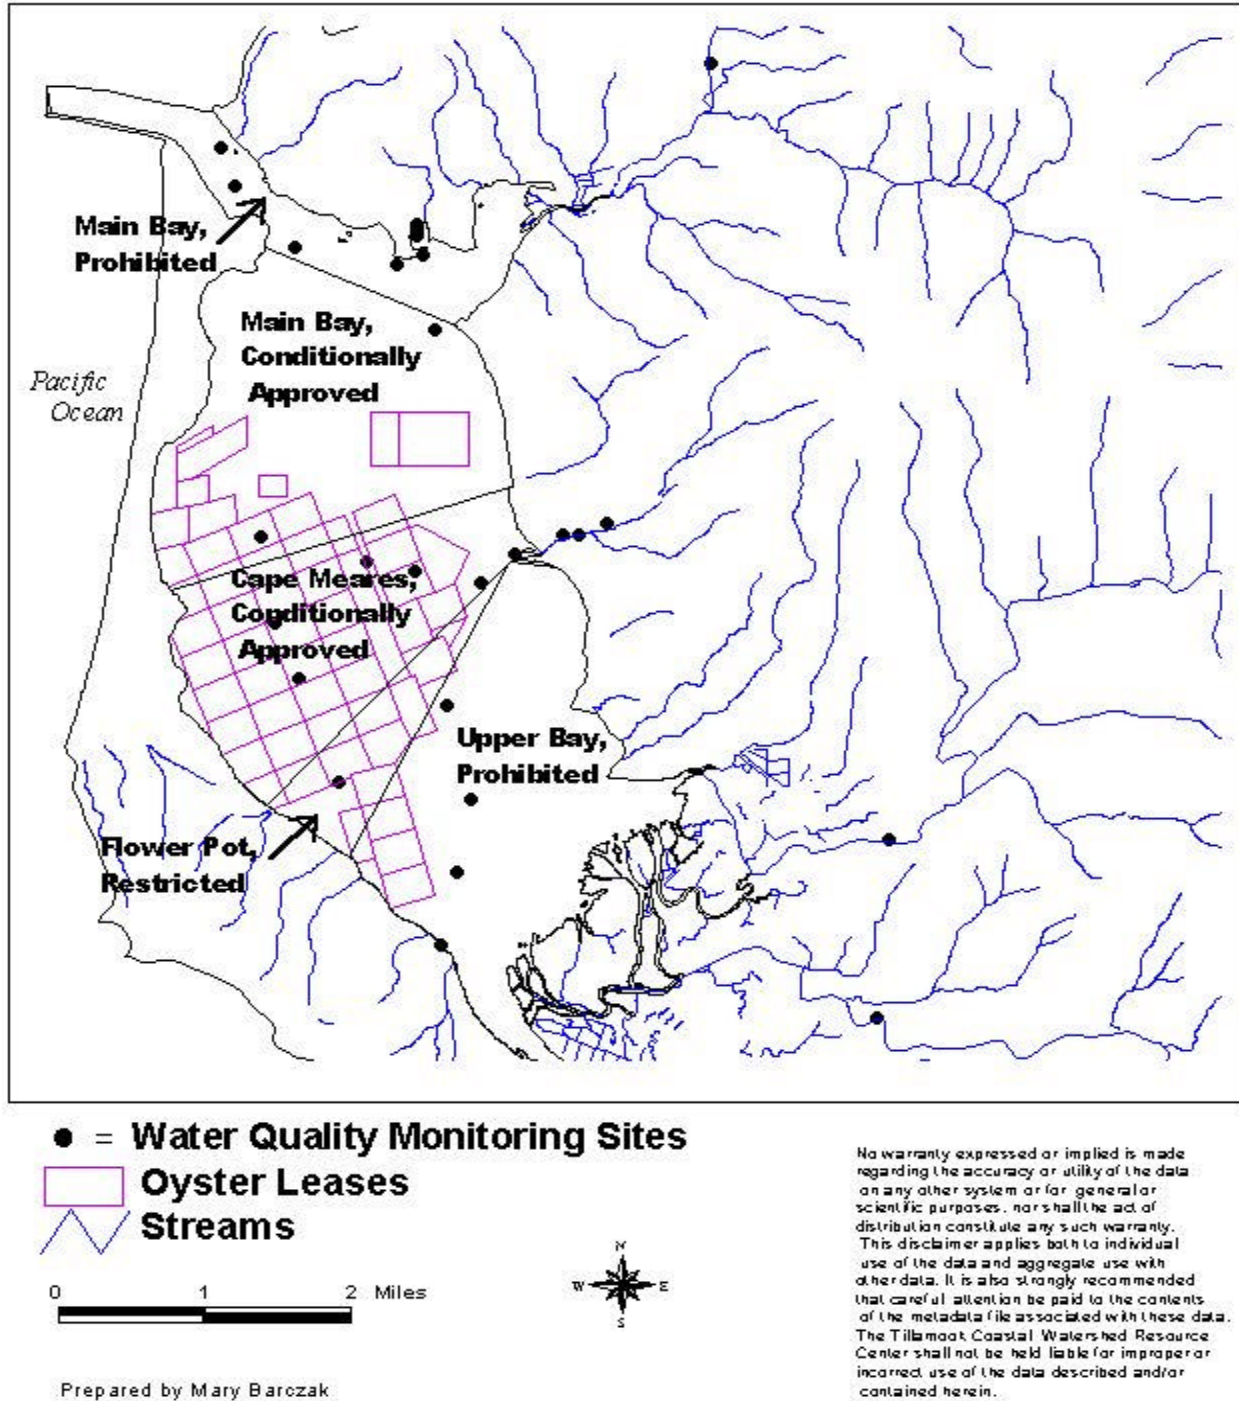 Main Bay,
Prohibited
Main Bay,
Conditionally
Approved
Pacific
Ocean
Cape Meares,
Conditionally
Approved
Upper Bay,
Prohibited
Flower Pot,
Restricted
= Water Quality Monitoring Sites
Oyster Leases
Streams
0 1 2 Miles
N
W E
S
Prepared by Mary Barczak
No warranty expressed or implied is made
regarding the accuracy or utility of the data
on any other system or for general or
scientific purposes, nor shall the act of
distribution constitute any such warranty.
This disclaimer applies both to individual
use of the data and aggregate use with
other data. It is also strongly recommended
that careful attention be paid to the contents
of the metadata file associated with these data.
The Tillamook Coastal Watershed Resource
Center shall not be held liable for improper or
incorrect use of the data described and/or
contained herein.